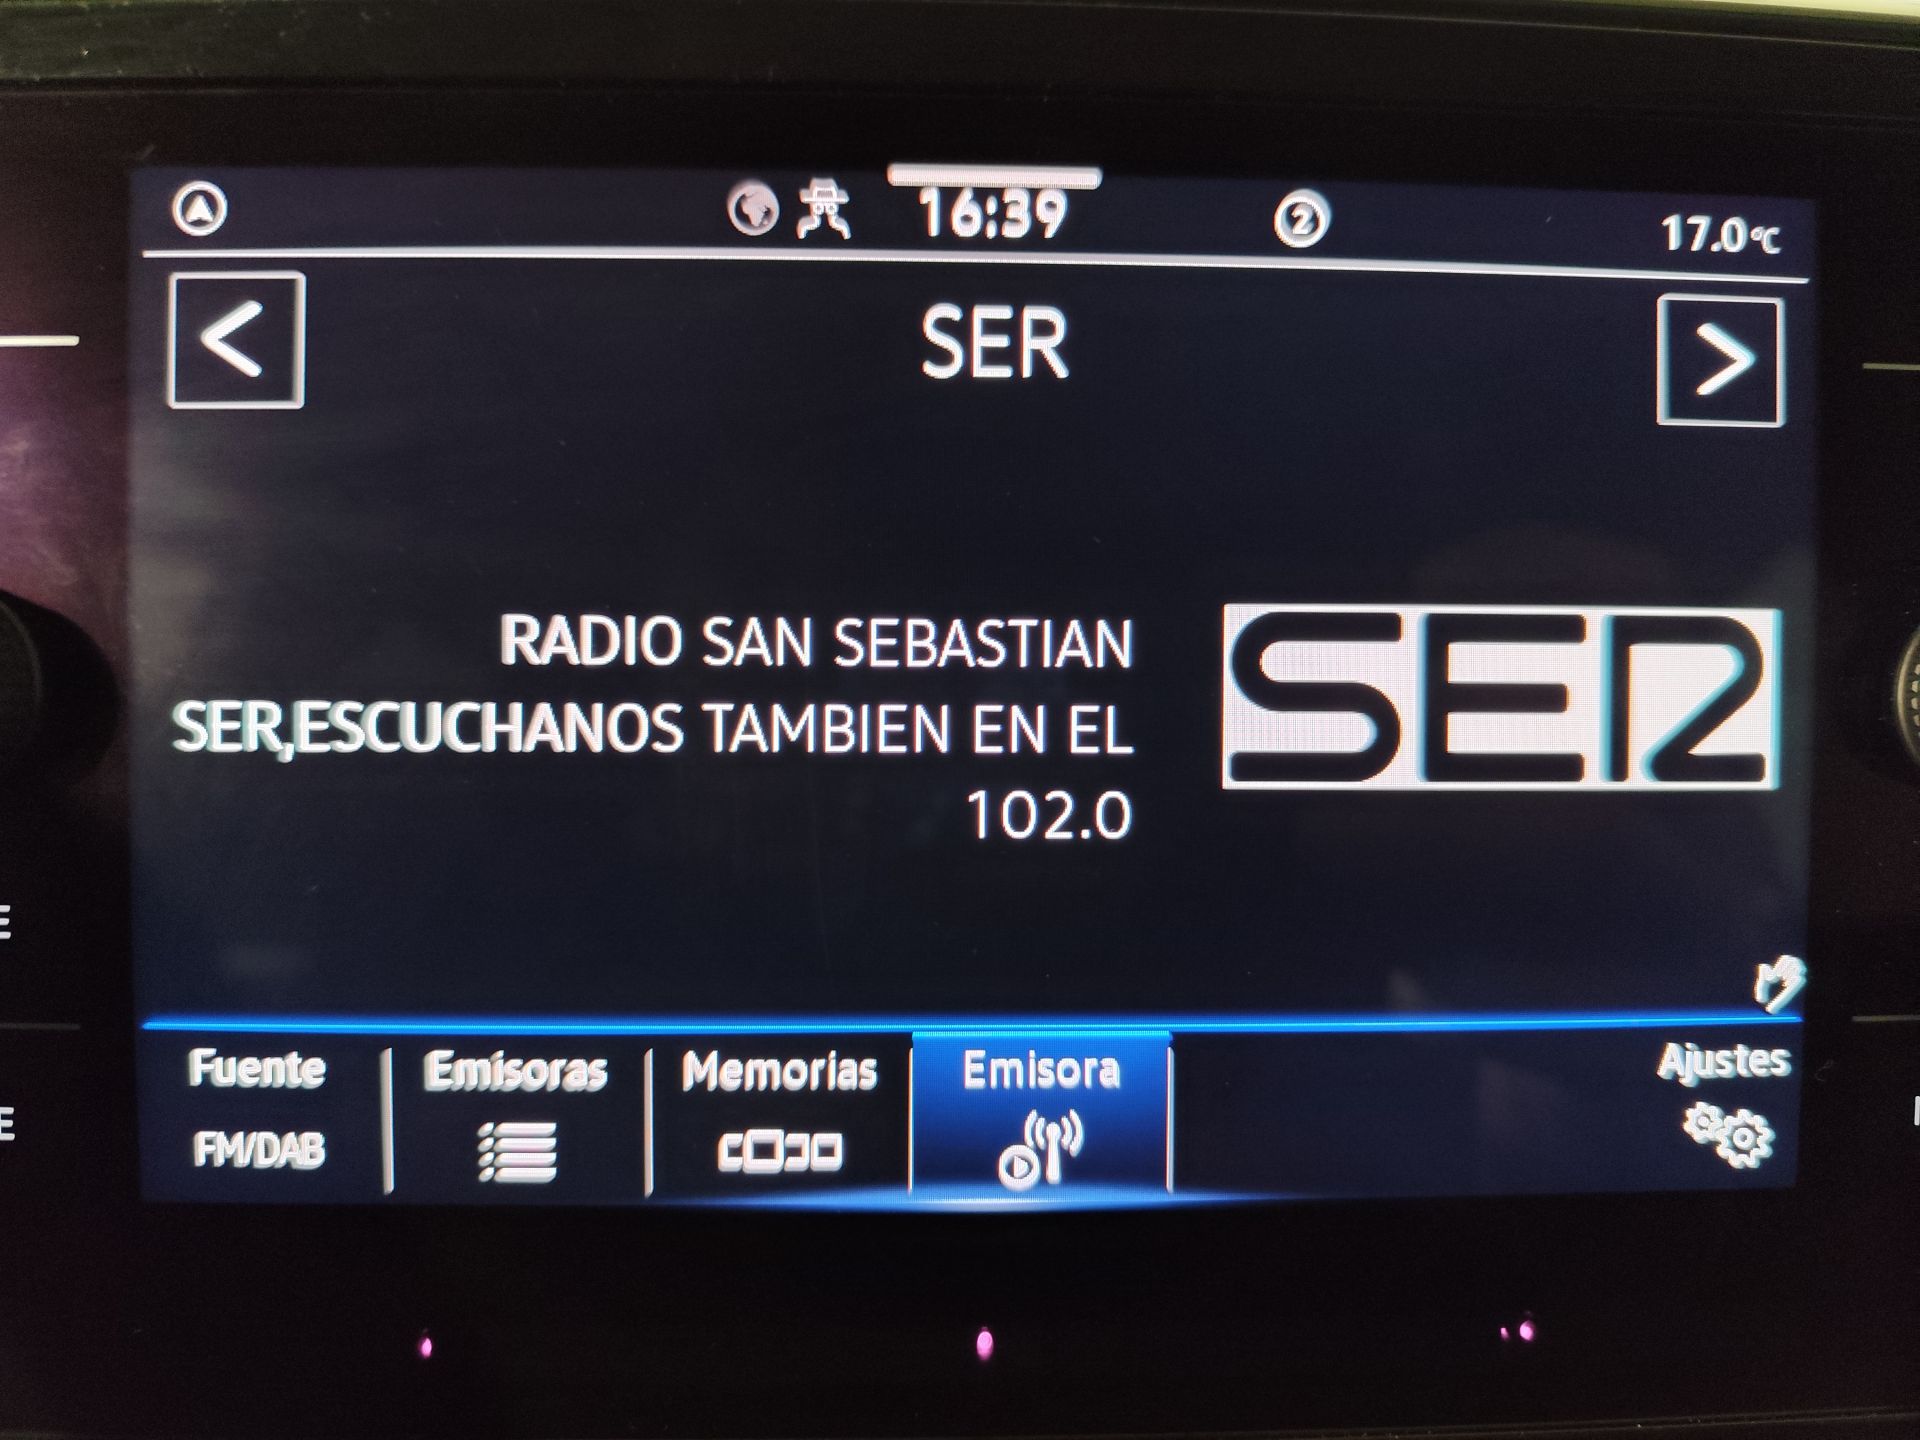 16:39
2
17.0°C
<
SER
>
RADIO SAN SEBASTIAN
SER,ESCUCHANOS TAMBIEN EN EL
102.0
SER
E
E
Fuente
FM/DAB
Emisoras
Memorias
Emisora
Ajustes